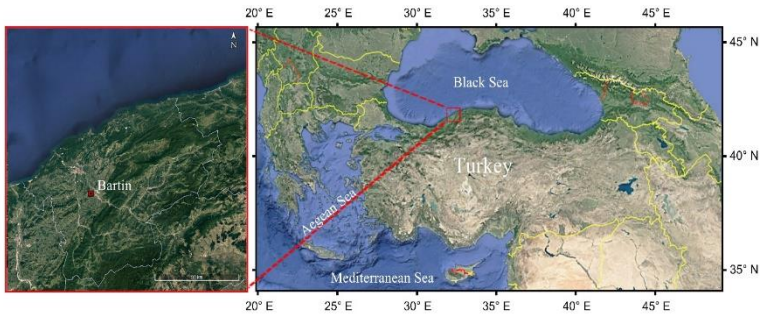 20° E 25° E 30° E 35° E 40° E 45° E
N
45° N
Black Sea
Bartin
40° N
Turkey
Aegean Sea
35° N
Mediterranean Sea
20° E 25° E 30° E 35° E 40° E 45° E